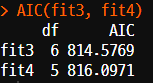 > AIC(fit3, fit4)
df AIC
fit3 6 814.5769
fit4 5 816.0971